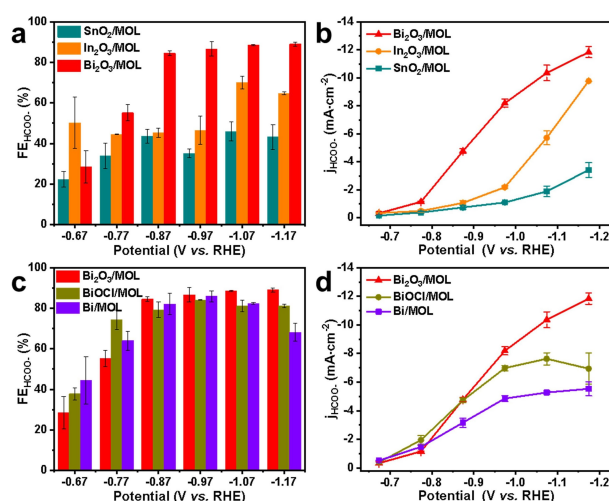 a
SnO₂/MOL
In₂O₃/MOL
Bi₂O₃/MOL
FE_HCOO- (%)
100
80
60
40
20
0
-0.67 -0.77 -0.87 -0.97 -1.07 -1.17
Potential (V vs. RHE)
b
Bi₂O₃/MOL
In₂O₃/MOL
SnO₂/MOL
j_HCOO- (mA·cm⁻²)
-14
-12
-10
-8
-6
-4
-2
0
-0.7 -0.8 -0.9 -1.0 -1.1 -1.2
Potential (V vs. RHE)
c
Bi₂O₃/MOL
BiOCl/MOL
Bi/MOL
FE_HCOO- (%)
100
80
60
40
20
0
-0.67 -0.77 -0.87 -0.97 -1.07 -1.17
Potential (V vs. RHE)
d
Bi₂O₃/MOL
BiOCl/MOL
Bi/MOL
j_HCOO- (mA·cm⁻²)
-14
-12
-10
-8
-6
-4
-2
0
-0.7 -0.8 -0.9 -1.0 -1.1 -1.2
Potential (V vs. RHE)